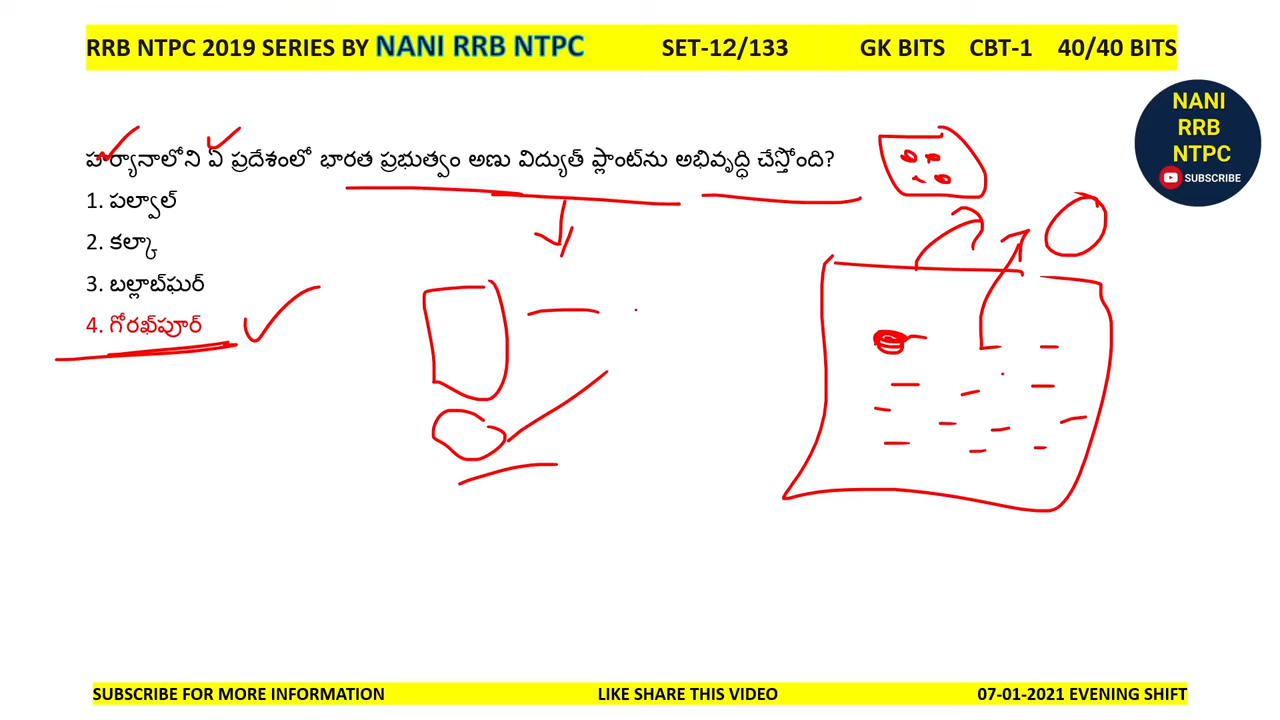 RRB NTPC 2019 SERIES BY NANI RRB NTPC SET-12/133 GK BITS CBT-1 40/40 BITS
NANI
RRB
NTPC
SUBSCRIBE
హర్యానాలోని ఏ ప్రదేశంలో భారత ప్రభుత్వం అణు విద్యుత్ ప్లాంట్‌ను అభివృద్ధి చేస్తోంది?
1. పల్వాల్
2. కల్కా
3. బల్లాబ్‌ఘర్
4. గోరఖ్‌పూర్
SUBSCRIBE FOR MORE INFORMATION LIKE SHARE THIS VIDEO 07-01-2021 EVENING SHIFT